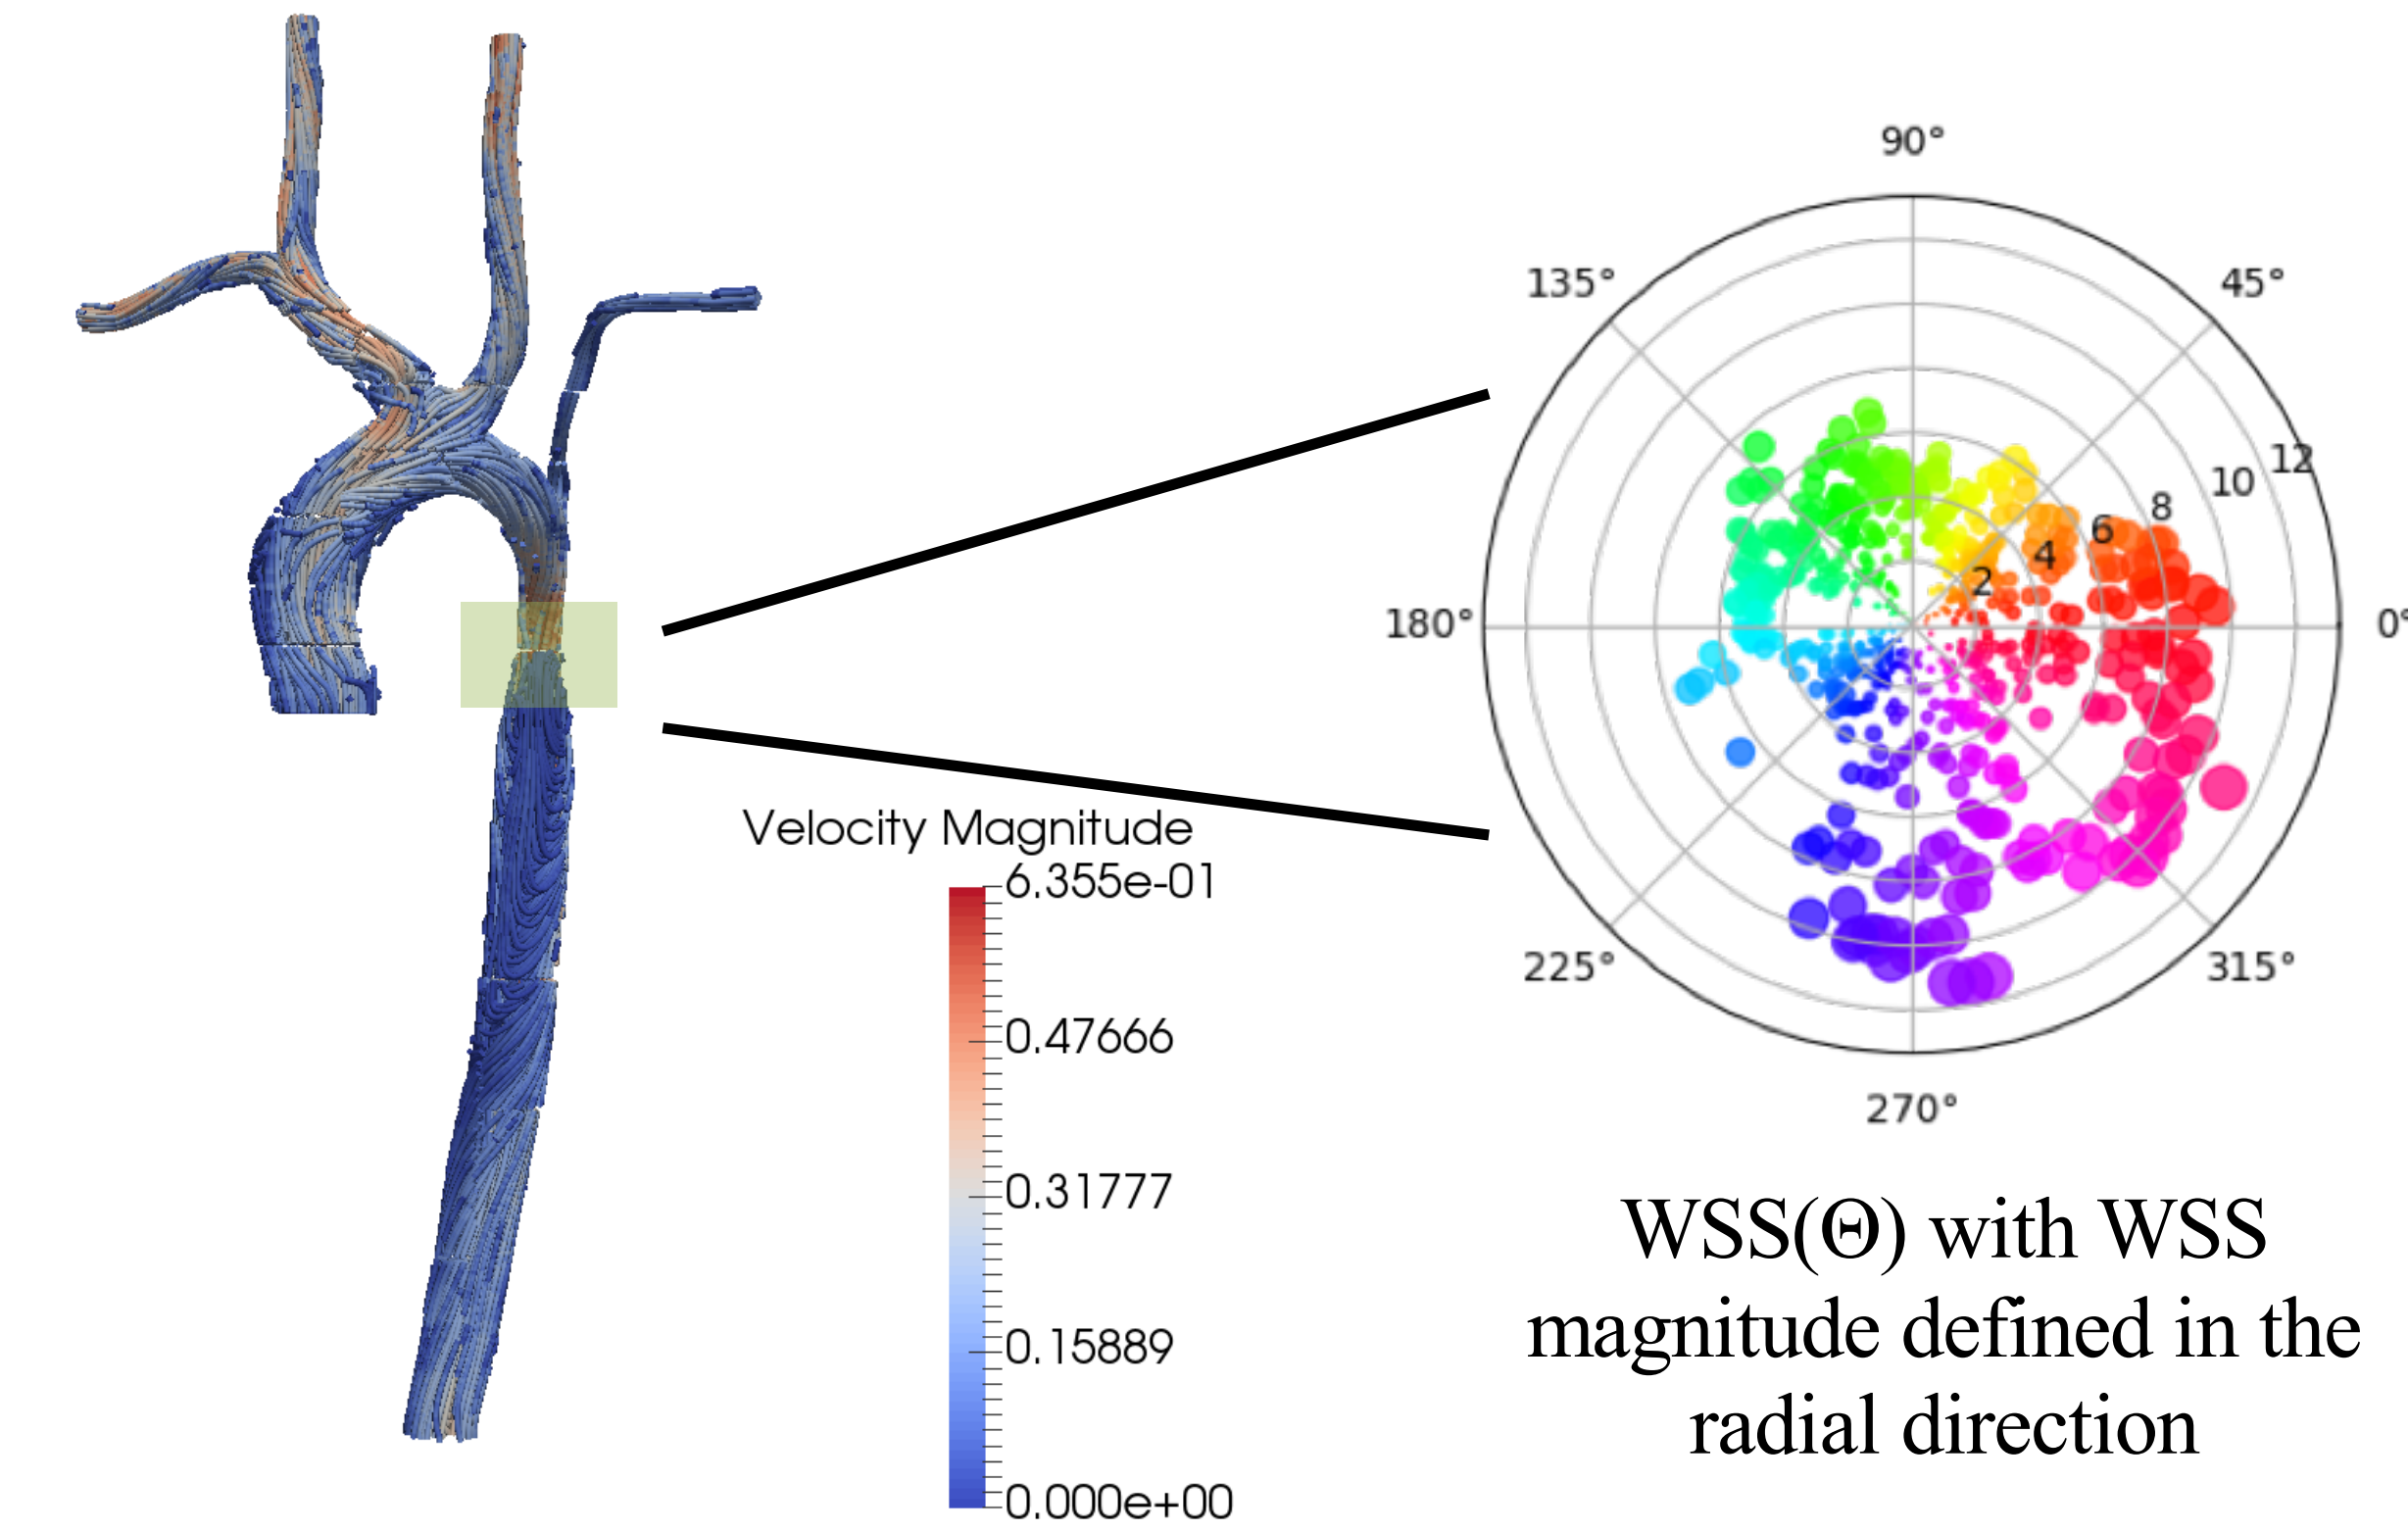 90°
135°
45°
12
10
8
6
4
2
180°
0°
Velocity Magnitude
6.355e-01
225°
315°
0.47666
270°
0.31777
WSS(Θ) with WSS
magnitude defined in the
0.15889
radial direction
0.000e+00